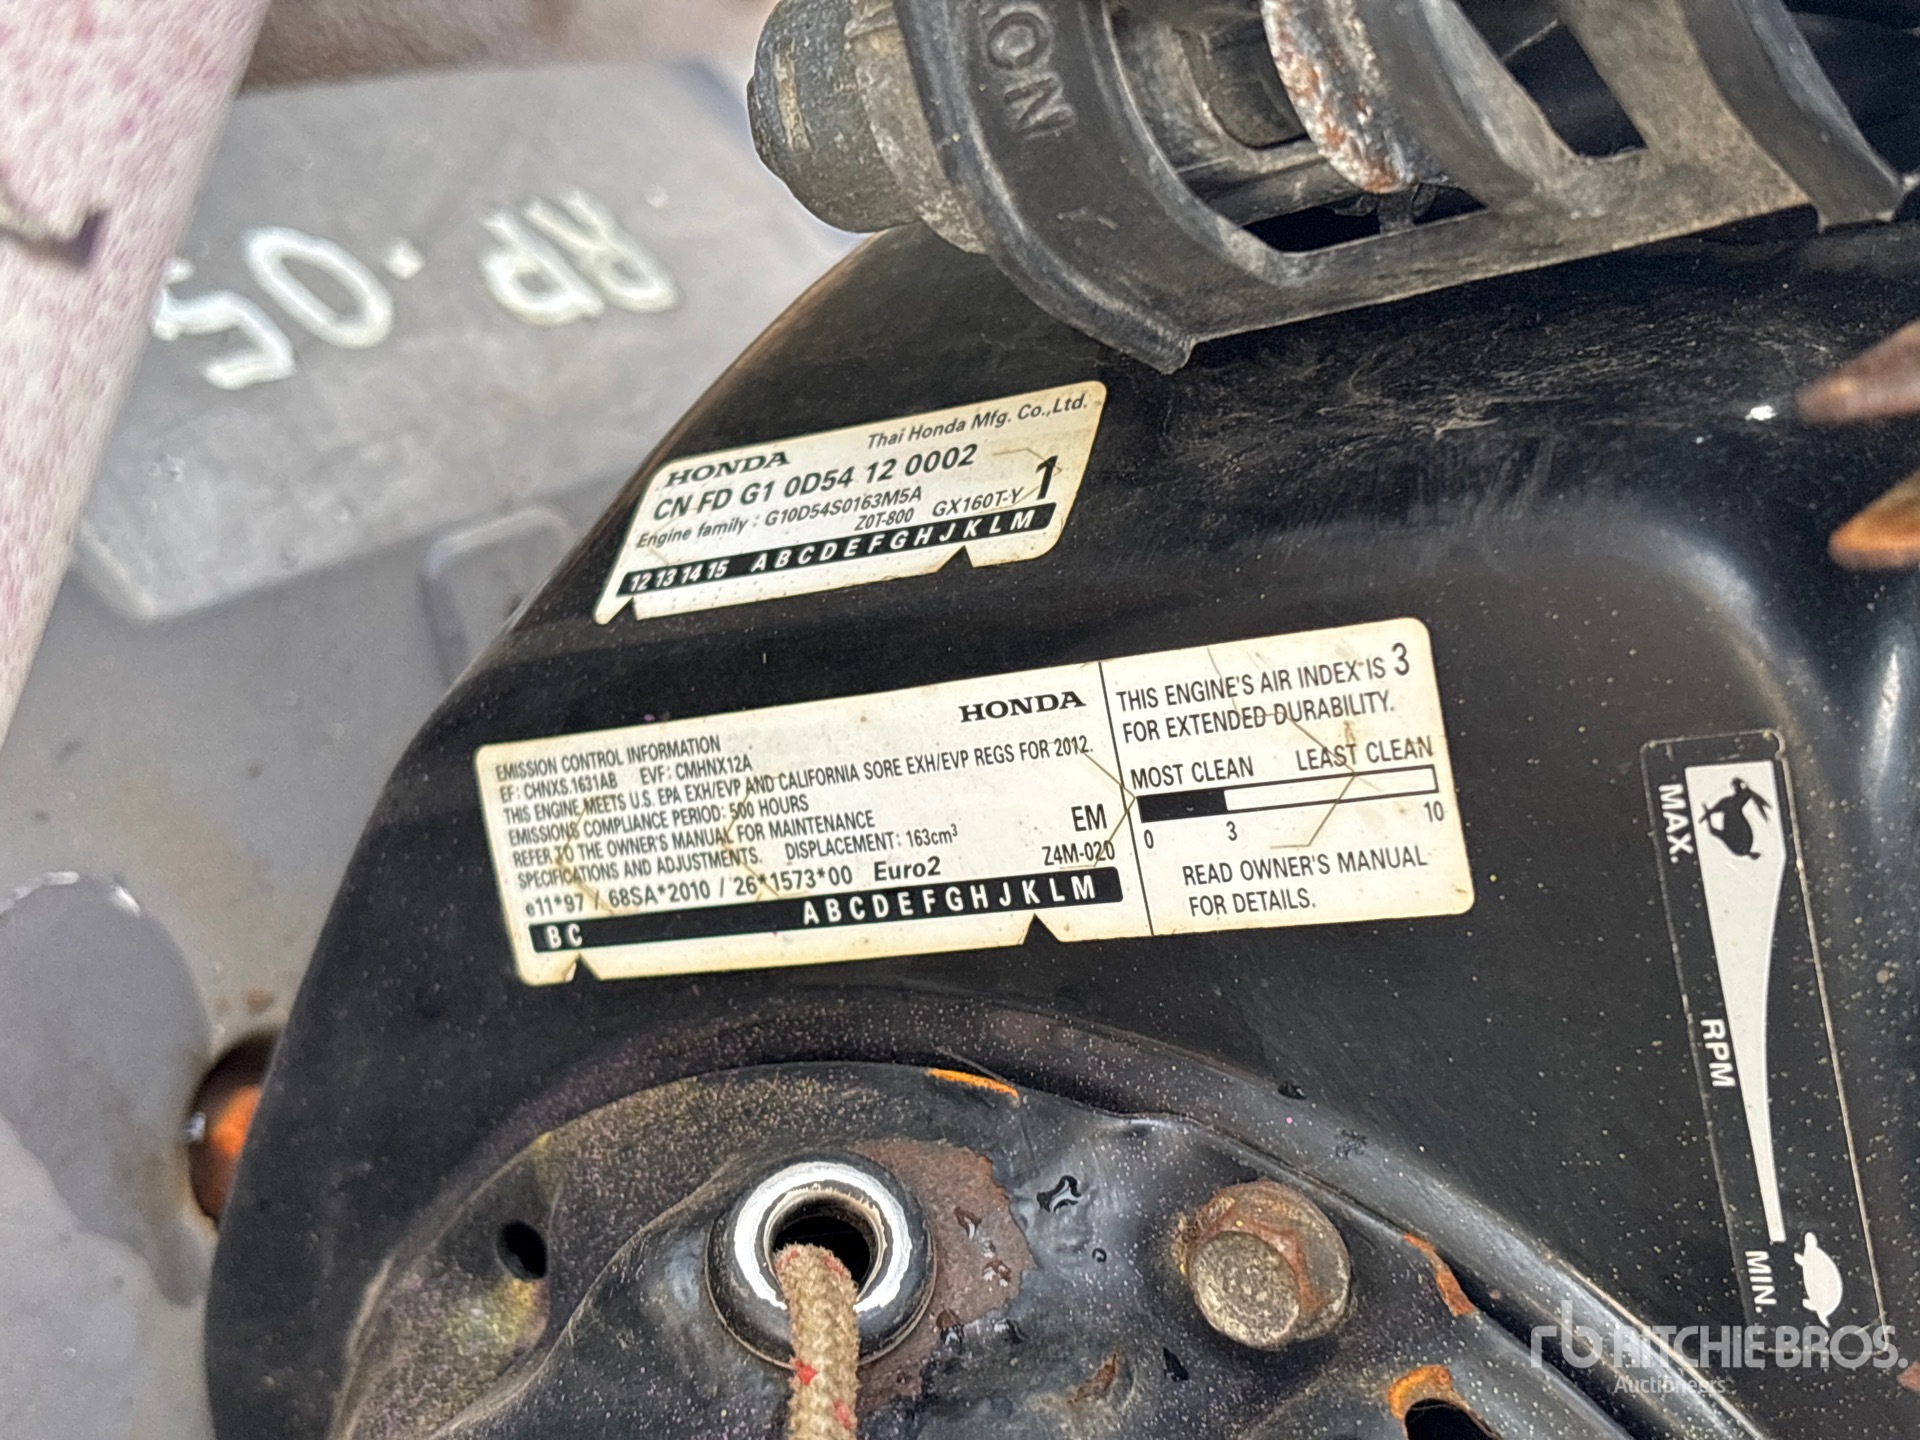 RP .05
ION
HONDA Thai Honda Mfg. Co.,Ltd.
CN FD G1 0D54 12 0002
Engine family : G10D54S0163M5A
Z0T-800 GX160T-Y 1
12 13 14 15 A B C D E F G H J K L M
HONDA
EMISSION CONTROL INFORMATION
EF: CHNXS.1631AB EVF: CMHNX12A
THIS ENGINE MEETS U.S. EPA EXH/EVP AND CALIFORNIA SORE EXH/EVP REGS FOR 2012.
EMISSIONS COMPLIANCE PERIOD: 500 HOURS
REFER TO THE OWNER'S MANUAL FOR MAINTENANCE
SPECIFICATIONS AND ADJUSTMENTS. DISPLACEMENT: 163cm³
EM
e11*97 / 68SA*2010 / 26*1573*00 Euro2
Z4M-020
B C A B C D E F G H J K L M
THIS ENGINE'S AIR INDEX IS 3
FOR EXTENDED DURABILITY.
MOST CLEAN LEAST CLEAN
0 3 10
READ OWNER'S MANUAL
FOR DETAILS.
MAX.
RPM
MIN.
rb RITCHIE BROS.
Auctioneers